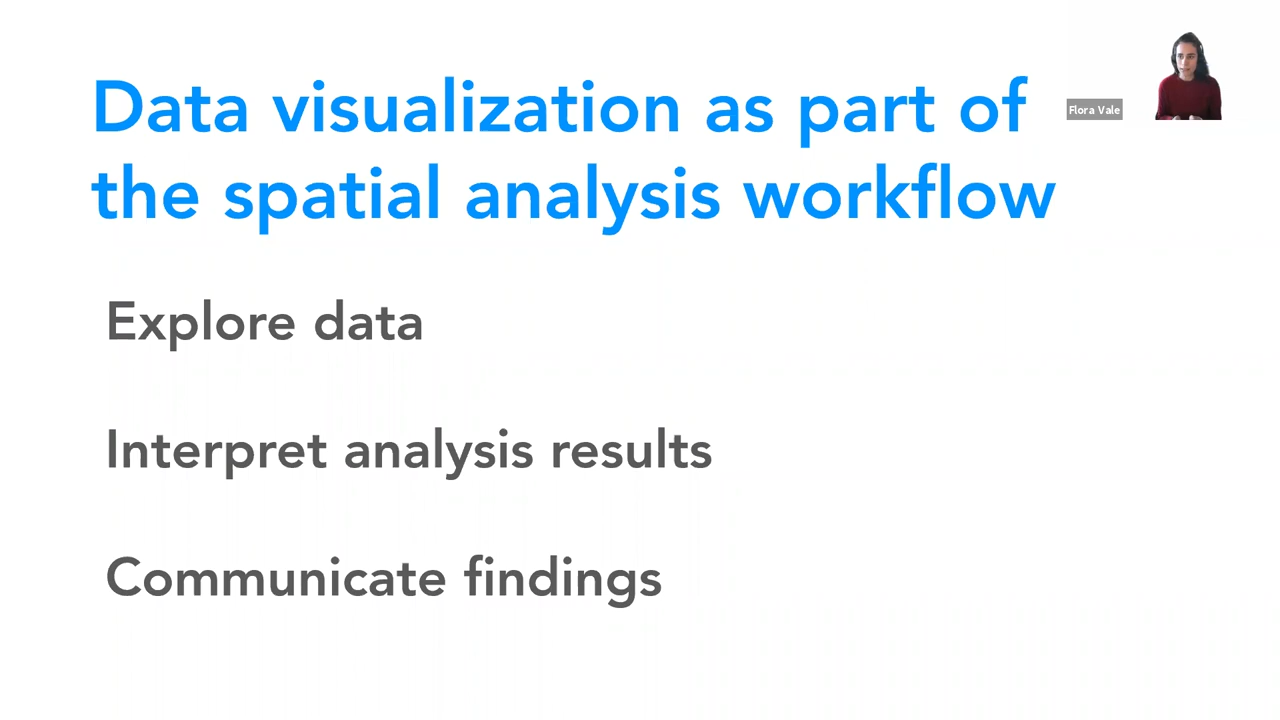 Data visualization as part of
the spatial analysis workflow
Flora Vale
Explore data
Interpret analysis results
Communicate findings